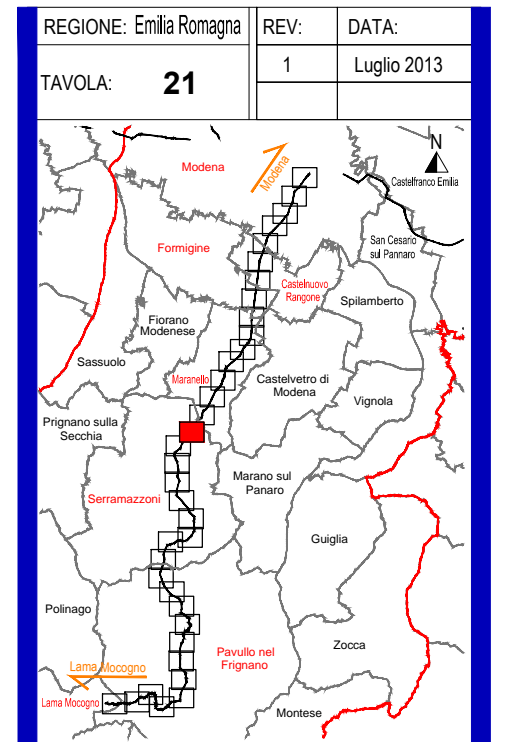 REGIONE: Emilia Romagna
REV:
DATA:
TAVOLA: 21
1
Luglio 2013
N
Modena
Modena
Castelfranco Emilia
Formigine
San Cesario
sul Pannaro
Castelnuovo
Rangone
Spilamberto
Fiorano
Modenese
Sassuolo
Maranello
Castelvetro di
Modena
Vignola
Prignano sulla
Secchia
Marano sul
Panaro
Serramazzoni
Guiglia
Polinago
Zocca
Pavullo nel
Frignano
Lama Mocogno
Lama Mocogno
Montese